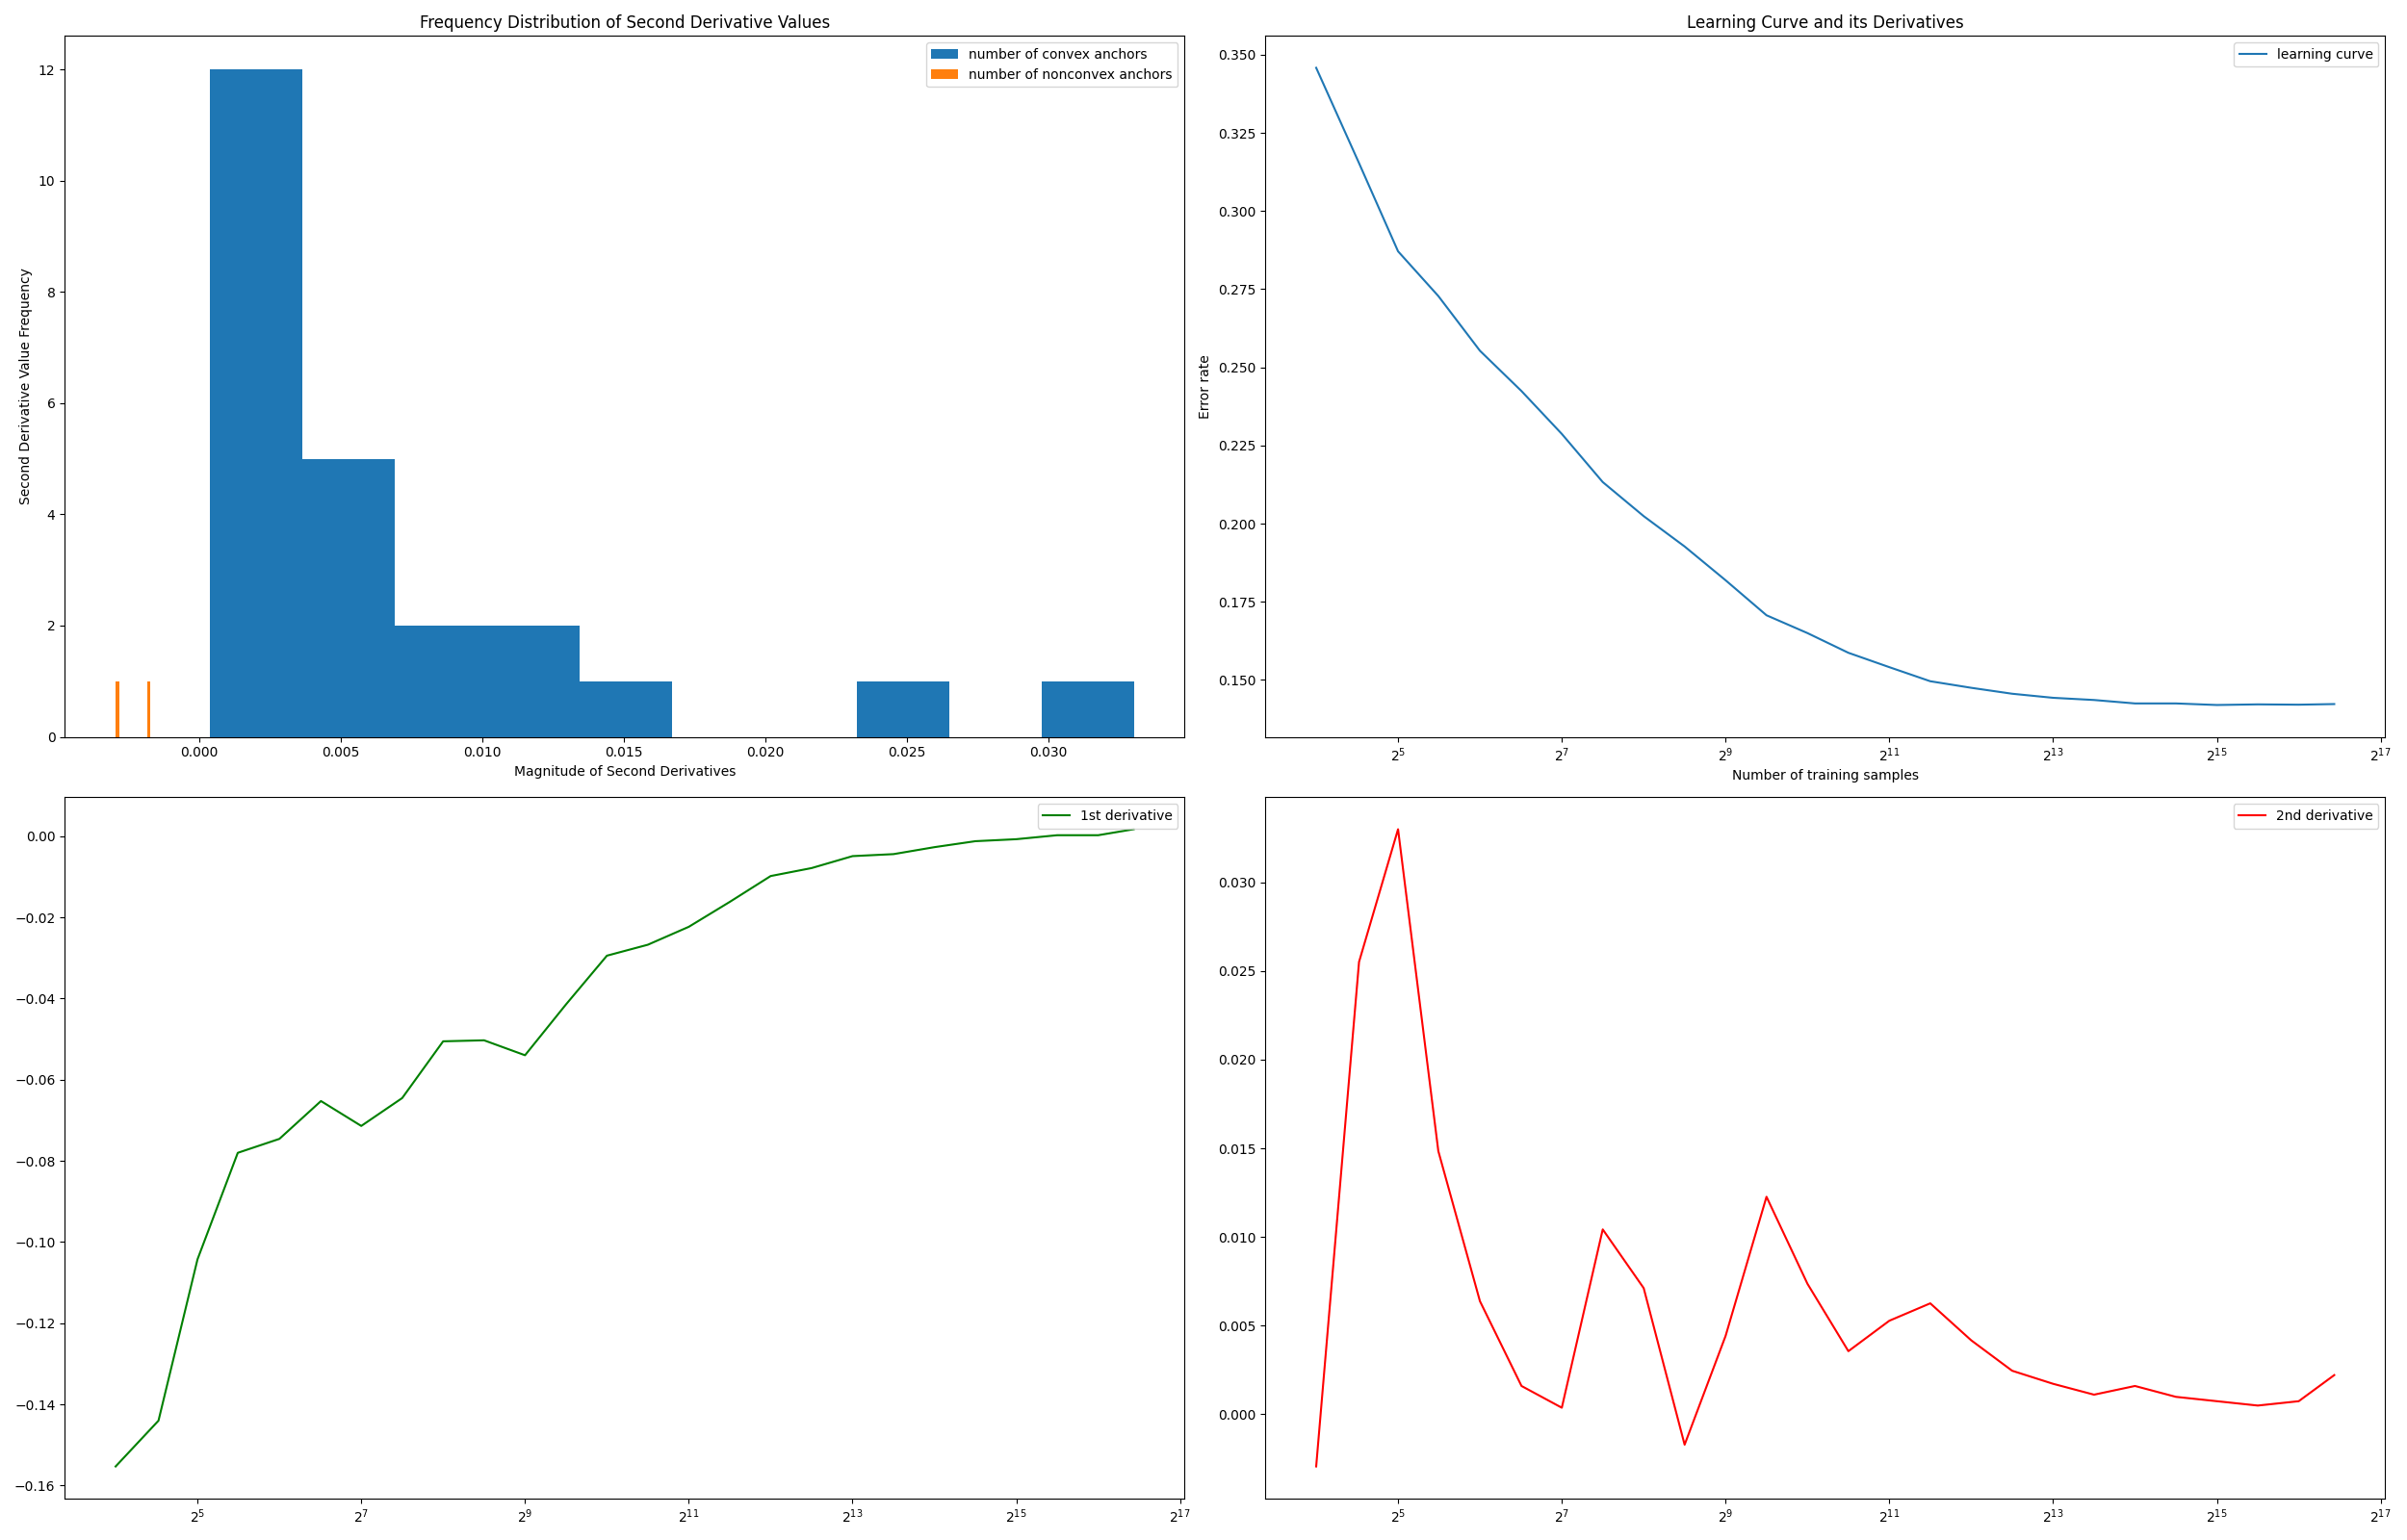 Frequency Distribution of Second Derivative Values
number of convex anchors
number of nonconvex anchors
Second Derivative Value Frequency
12
10
8
6
4
2
0
0.000 0.005 0.010 0.015 0.020 0.025 0.030
Magnitude of Second Derivatives
Learning Curve and its Derivatives
learning curve
Error rate
0.350
0.325
0.300
0.275
0.250
0.225
0.200
0.175
0.150
2^5 2^7 2^9 2^11 2^13 2^15 2^17
Number of training samples
1st derivative
0.00
−0.02
−0.04
−0.06
−0.08
−0.10
−0.12
−0.14
−0.16
2^5 2^7 2^9 2^11 2^13 2^15 2^17
2nd derivative
0.030
0.025
0.020
0.015
0.010
0.005
0.000
2^5 2^7 2^9 2^11 2^13 2^15 2^17